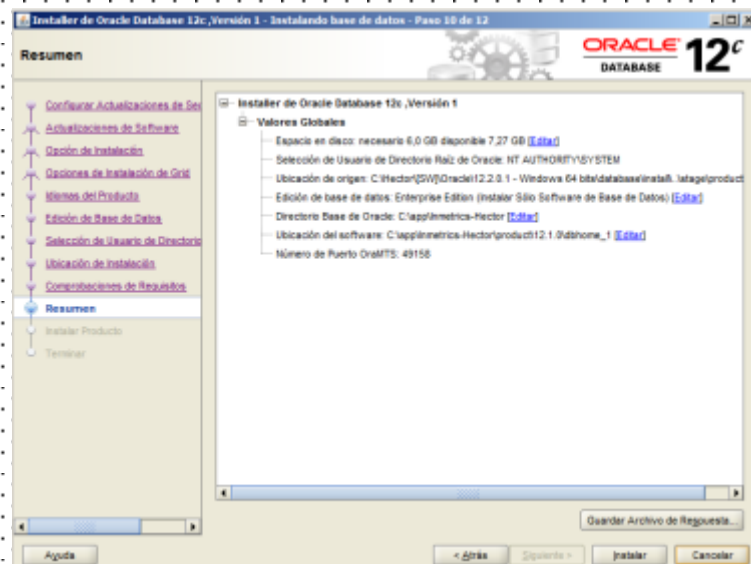 Installer de Oracle Database 12c ,Versión 1 - Instalando base de datos - Paso 10 de 12
Resumen
ORACLE
DATABASE
12c
Configurar Actualizaciones de Se
Actualizaciones de Software
Opción de Instalación
Opciones de Instalación de Grid
Idiomas del Producto
Edición de Base de Datos
Selección de Usuario de Directorio
Ubicación de Instalación
Comprobaciones de Requisitos
Resumen
Instalar Producto
Terminar
Installer de Oracle Database 12c ,Versión 1
Valores Globales
Espacio en disco: necesario 6,0 GB disponible 7,27 GB [Editar]
Selección de Usuario de Directorio Raíz de Oracle: NT AUTHORITY\SYSTEM
Ubicación de origen: C:\Hector\[SW]\Oracle\12.2.0.1 - Windows 64 bits\database\install\..\stage\product
Edición de base de datos: Enterprise Edition (Instalar Sólo Software de Base de Datos) [Editar]
Directorio Base de Oracle: C:\app\Inmetrics-Hector [Editar]
Ubicación del software: C:\app\Inmetrics-Hector\product\12.1.0\dbhome_1 [Editar]
Número de Puerto OraMTS: 49158
Guardar Archivo de Respuesta...
Ayuda
< Atrás
Siguiente >
Instalar
Cancelar